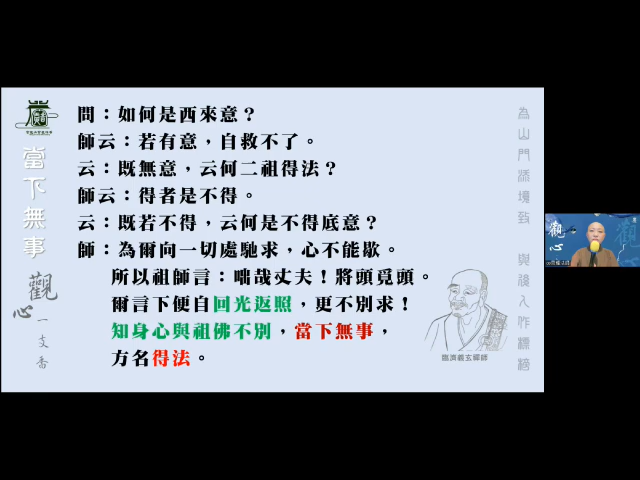 問：如何是西來意？
師云：若有意，自救不了。
云：既無意，云何二祖得法？
師云：得者是不得。
云：既若不得，云何是不得底意？
師：為爾向一切處馳求，心不能歇。
所以祖師言：咄哉丈夫！將頭覓頭。
爾言下便自回光返照，更不別求！
知身心與祖佛不別，當下無事，
方名得法。
當下無事
觀心
一支香
為山門添境致
與後人作標榜
臨濟義玄禪師
觀心